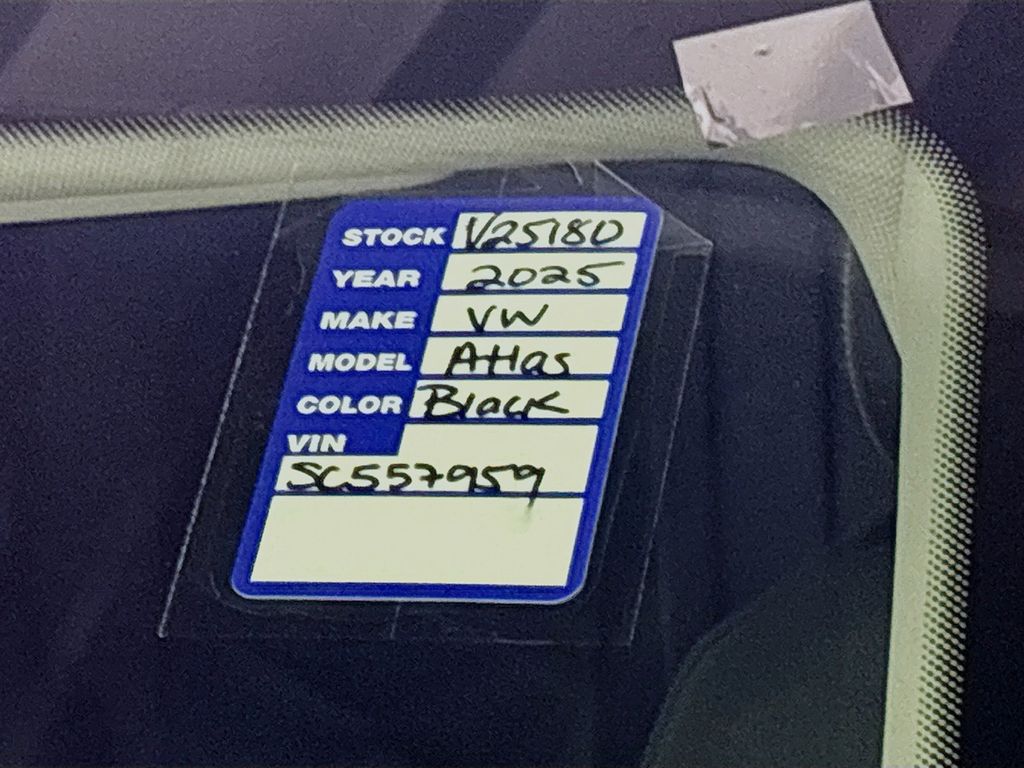 STOCK V25180
YEAR 2025
MAKE VW
MODEL Atlas
COLOR Black
VIN
SC557959